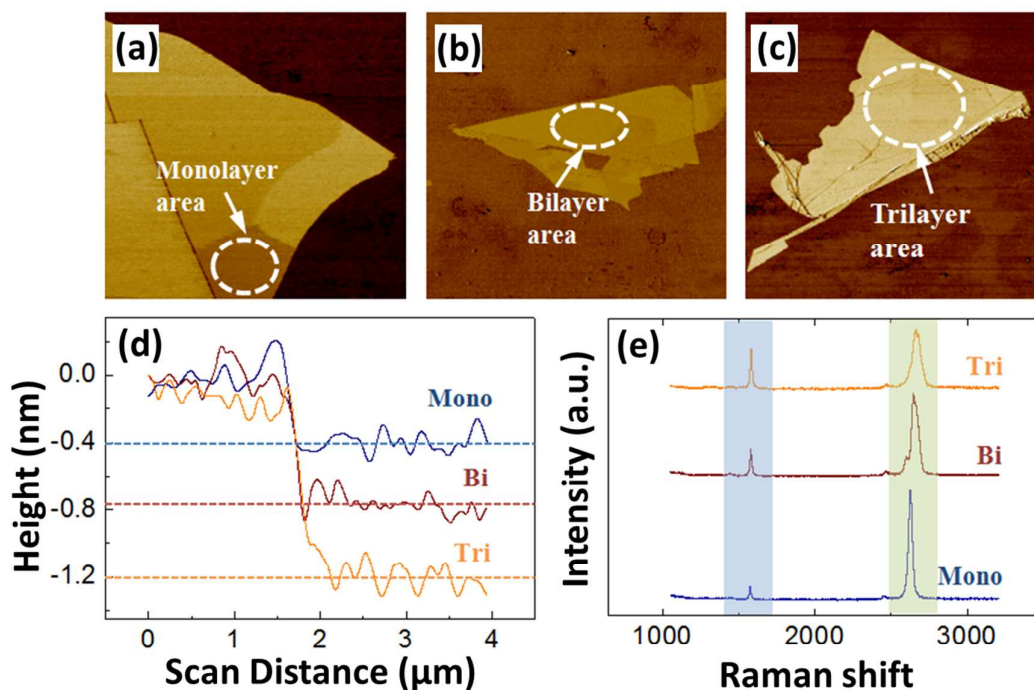 (a)
Monolayer
area
(b)
Bilayer
area
(c)
Trilayer
area
(d)
Height (nm)
0.0
-0.4
-0.8
-1.2
Mono
Bi
Tri
0 1 2 3 4
Scan Distance (μm)
(e)
Intensity (a.u.)
Tri
Bi
Mono
1000 2000 3000
Raman shift